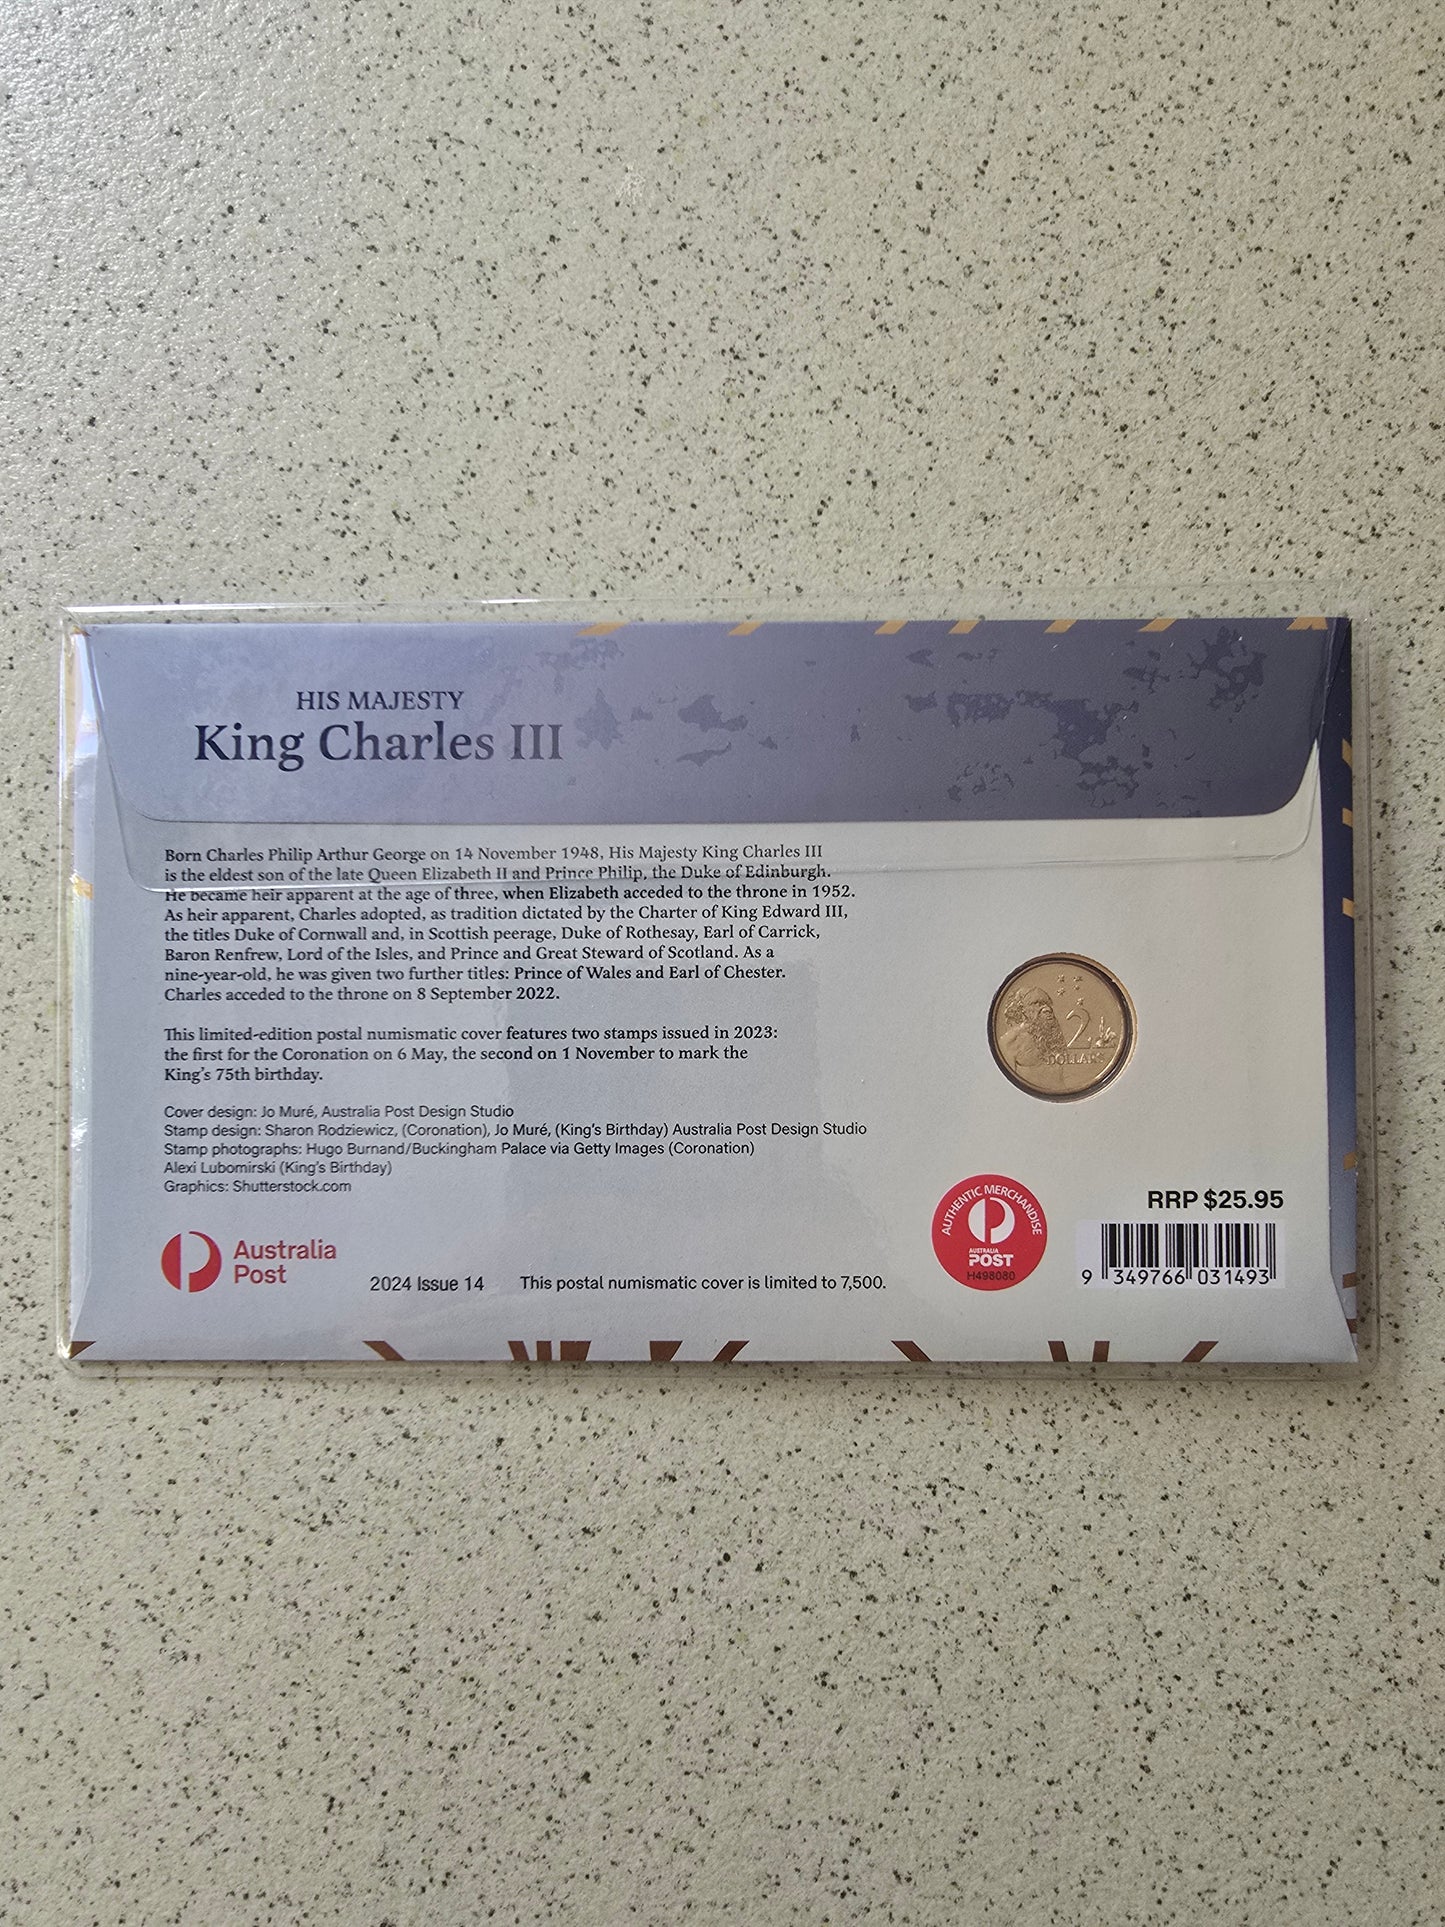 HIS MAJESTY
King Charles III
Born Charles Philip Arthur George on 14 November 1948, His Majesty King Charles III
is the eldest son of the late Queen Elizabeth II and Prince Philip, the Duke of Edinburgh.
He became heir apparent at the age of three, when Elizabeth acceded to the throne in 1952.
As heir apparent, Charles adopted, as tradition dictated by the Charter of King Edward III,
the titles Duke of Cornwall and, in Scottish peerage, Duke of Rothesay, Earl of Carrick,
Baron Renfrew, Lord of the Isles, and Prince and Great Steward of Scotland. As a
nine-year-old, he was given two further titles: Prince of Wales and Earl of Chester.
Charles acceded to the throne on 8 September 2022.
This limited-edition postal numismatic cover features two stamps issued in 2023:
the first for the Coronation on 6 May, the second on 1 November to mark the
King's 75th birthday.
Cover design: Jo Muré, Australia Post Design Studio
Stamp design: Sharon Rodziewicz, (Coronation), Jo Muré, (King's Birthday) Australia Post Design Studio
Stamp photographs: Hugo Burnand/Buckingham Palace via Getty Images (Coronation)
Alexi Lubomirski (King's Birthday)
Graphics: Shutterstock.com
2
DOLLARS
Australia
Post
2024 Issue 14
This postal numismatic cover is limited to 7,500.
AUTHENTIC MERCHANDISE
AUSTRALIA
POST
H498080
RRP $25.95
9 349766 031493